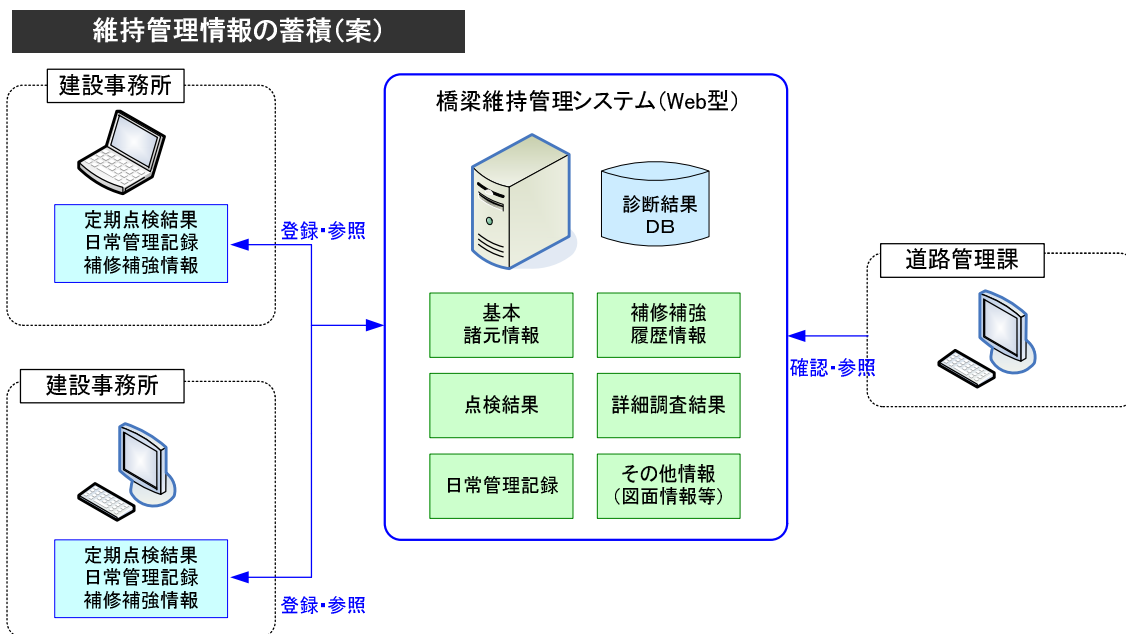 維持管理情報の蓄積(案)
建設事務所
定期点検結果
日常管理記録
補修補強情報
登録・参照
建設事務所
定期点検結果
日常管理記録
補修補強情報
登録・参照
橋梁維持管理システム(Web型)
診断結果
DB
基本
諸元情報
補修補強
履歴情報
点検結果
詳細調査結果
日常管理記録
その他情報
(図面情報等)
道路管理課
確認・参照